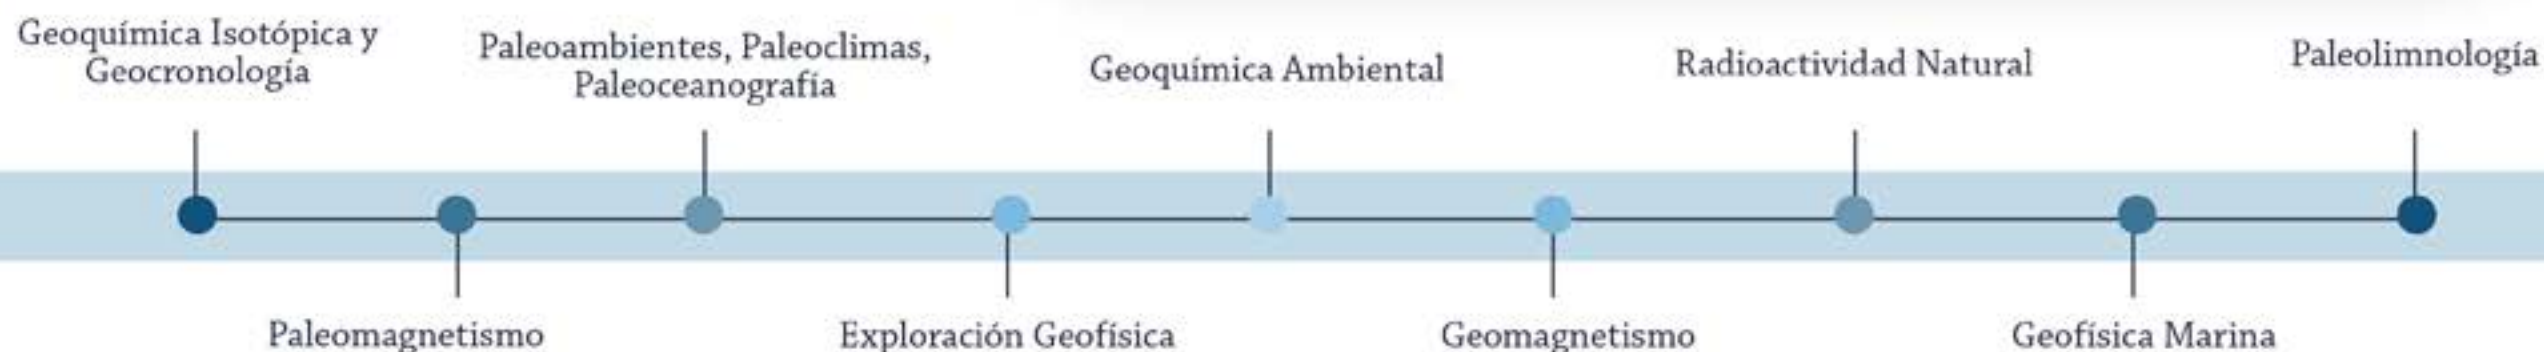 Geoquímica Isotópica y
Geocronología
Paleoambientes, Paleoclimas,
Paleoceanografía
Geoquímica Ambiental
Radioactividad Natural
Paleolimnología
Paleomagnetismo
Exploración Geofísica
Geomagnetismo
Geofísica Marina